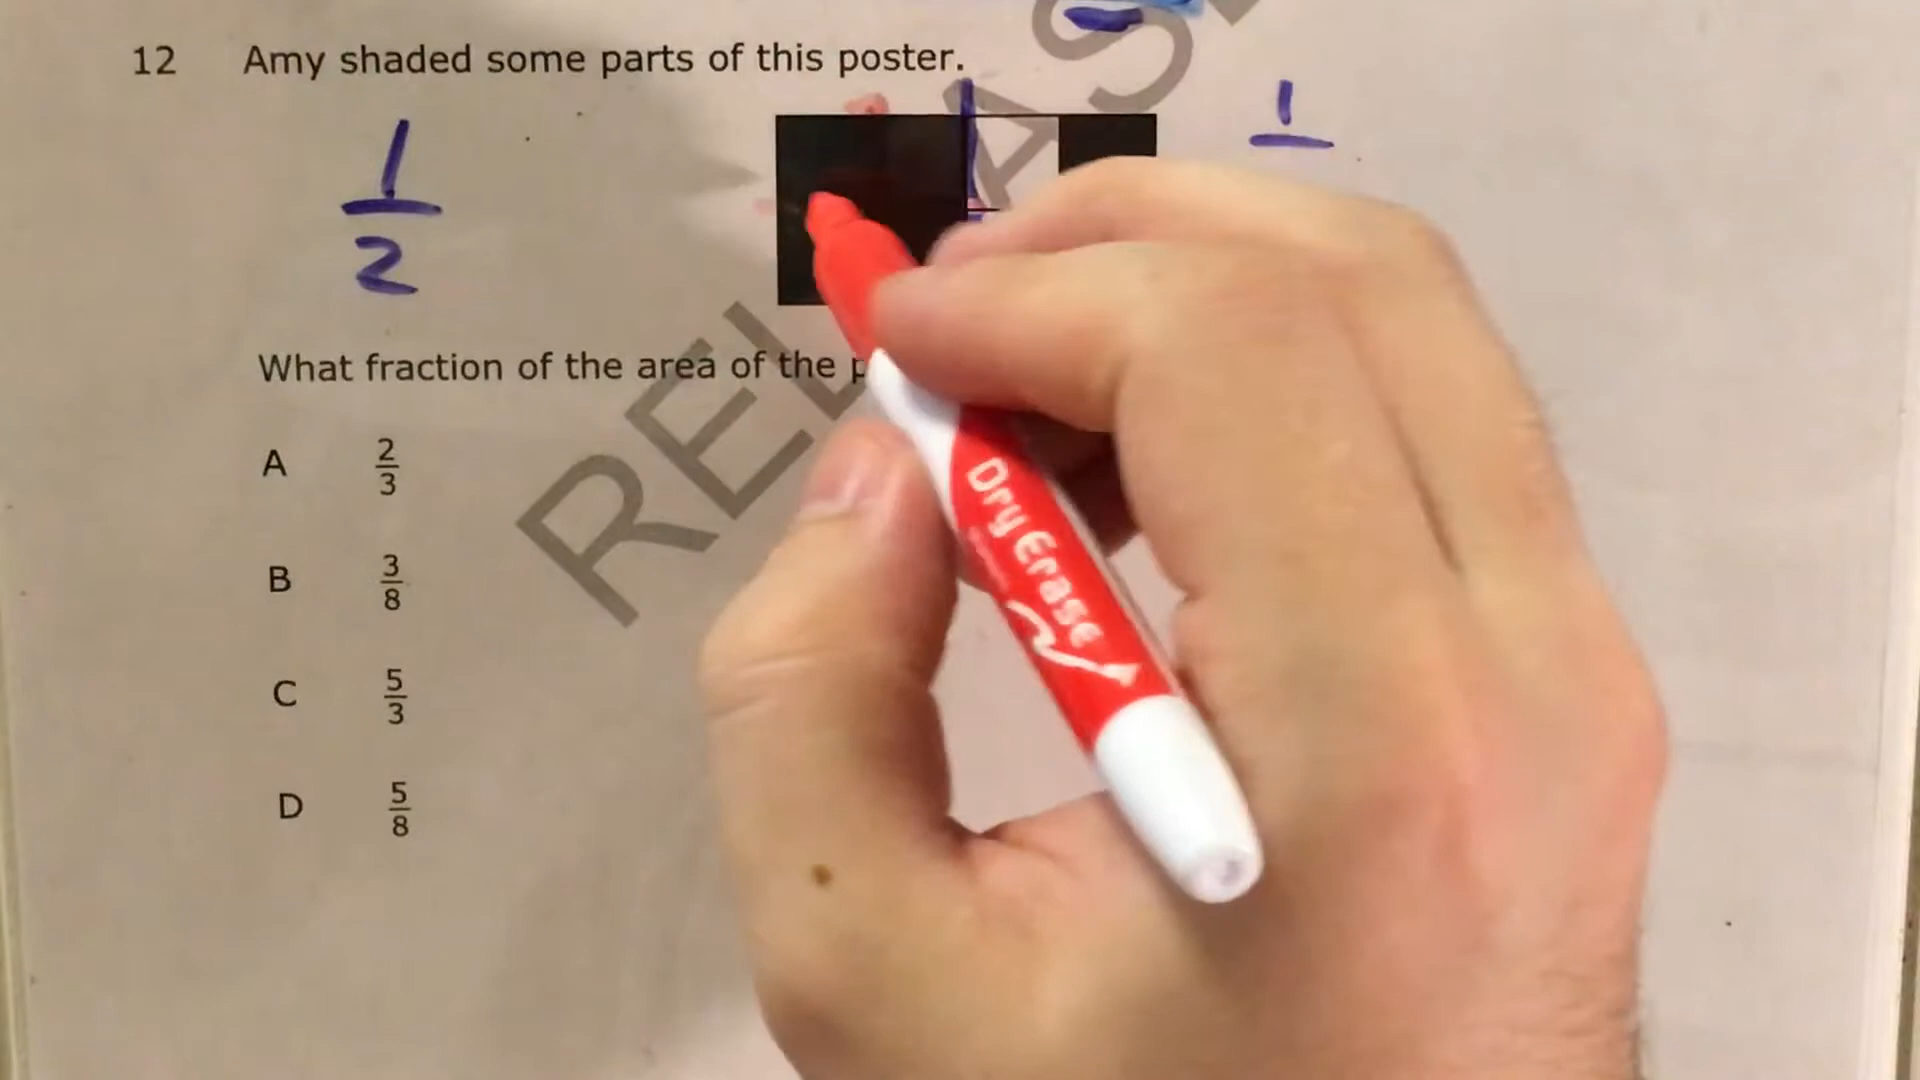 12 Amy shaded some parts of this poster.
1
2
1
What fraction of the area of the
A 2/3
B 3/8
C 5/3
D 5/8
Dry Erase